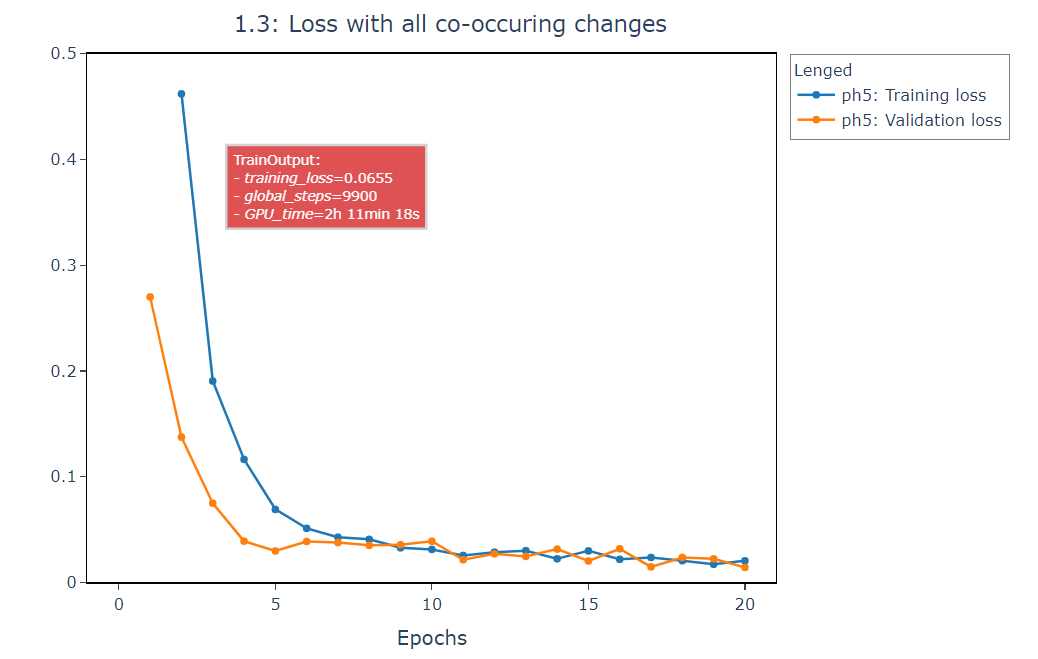 1.3: Loss with all co-occuring changes
0.5
0.4
0.3
0.2
0.1
0
0 5 10 15 20
Epochs
TrainOutput:
- training_loss=0.0655
- global_steps=9900
- GPU_time=2h 11min 18s
Lenged
ph5: Training loss
ph5: Validation loss